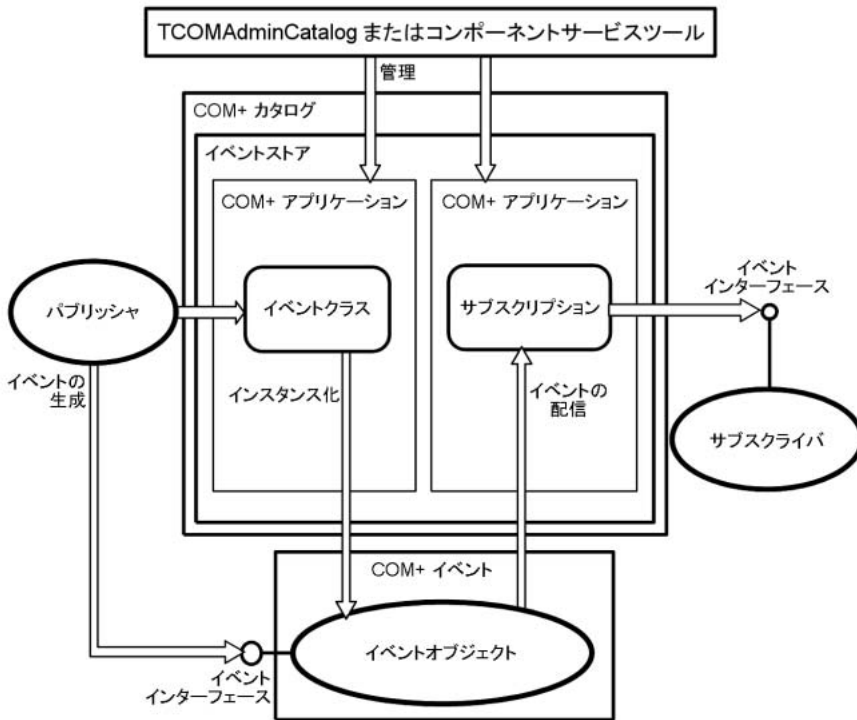 TCOMAdminCatalog またはコンポーネントサービスツール
管理
COM+ カタログ
イベントストア
COM+ アプリケーション
COM+ アプリケーション
パブリッシャ
イベントクラス
サブスクリプション
イベント
インターフェース
イベントの
生成
インスタンス化
イベントの
配信
サブスクライバ
COM+ イベント
イベントオブジェクト
イベント
インターフェース